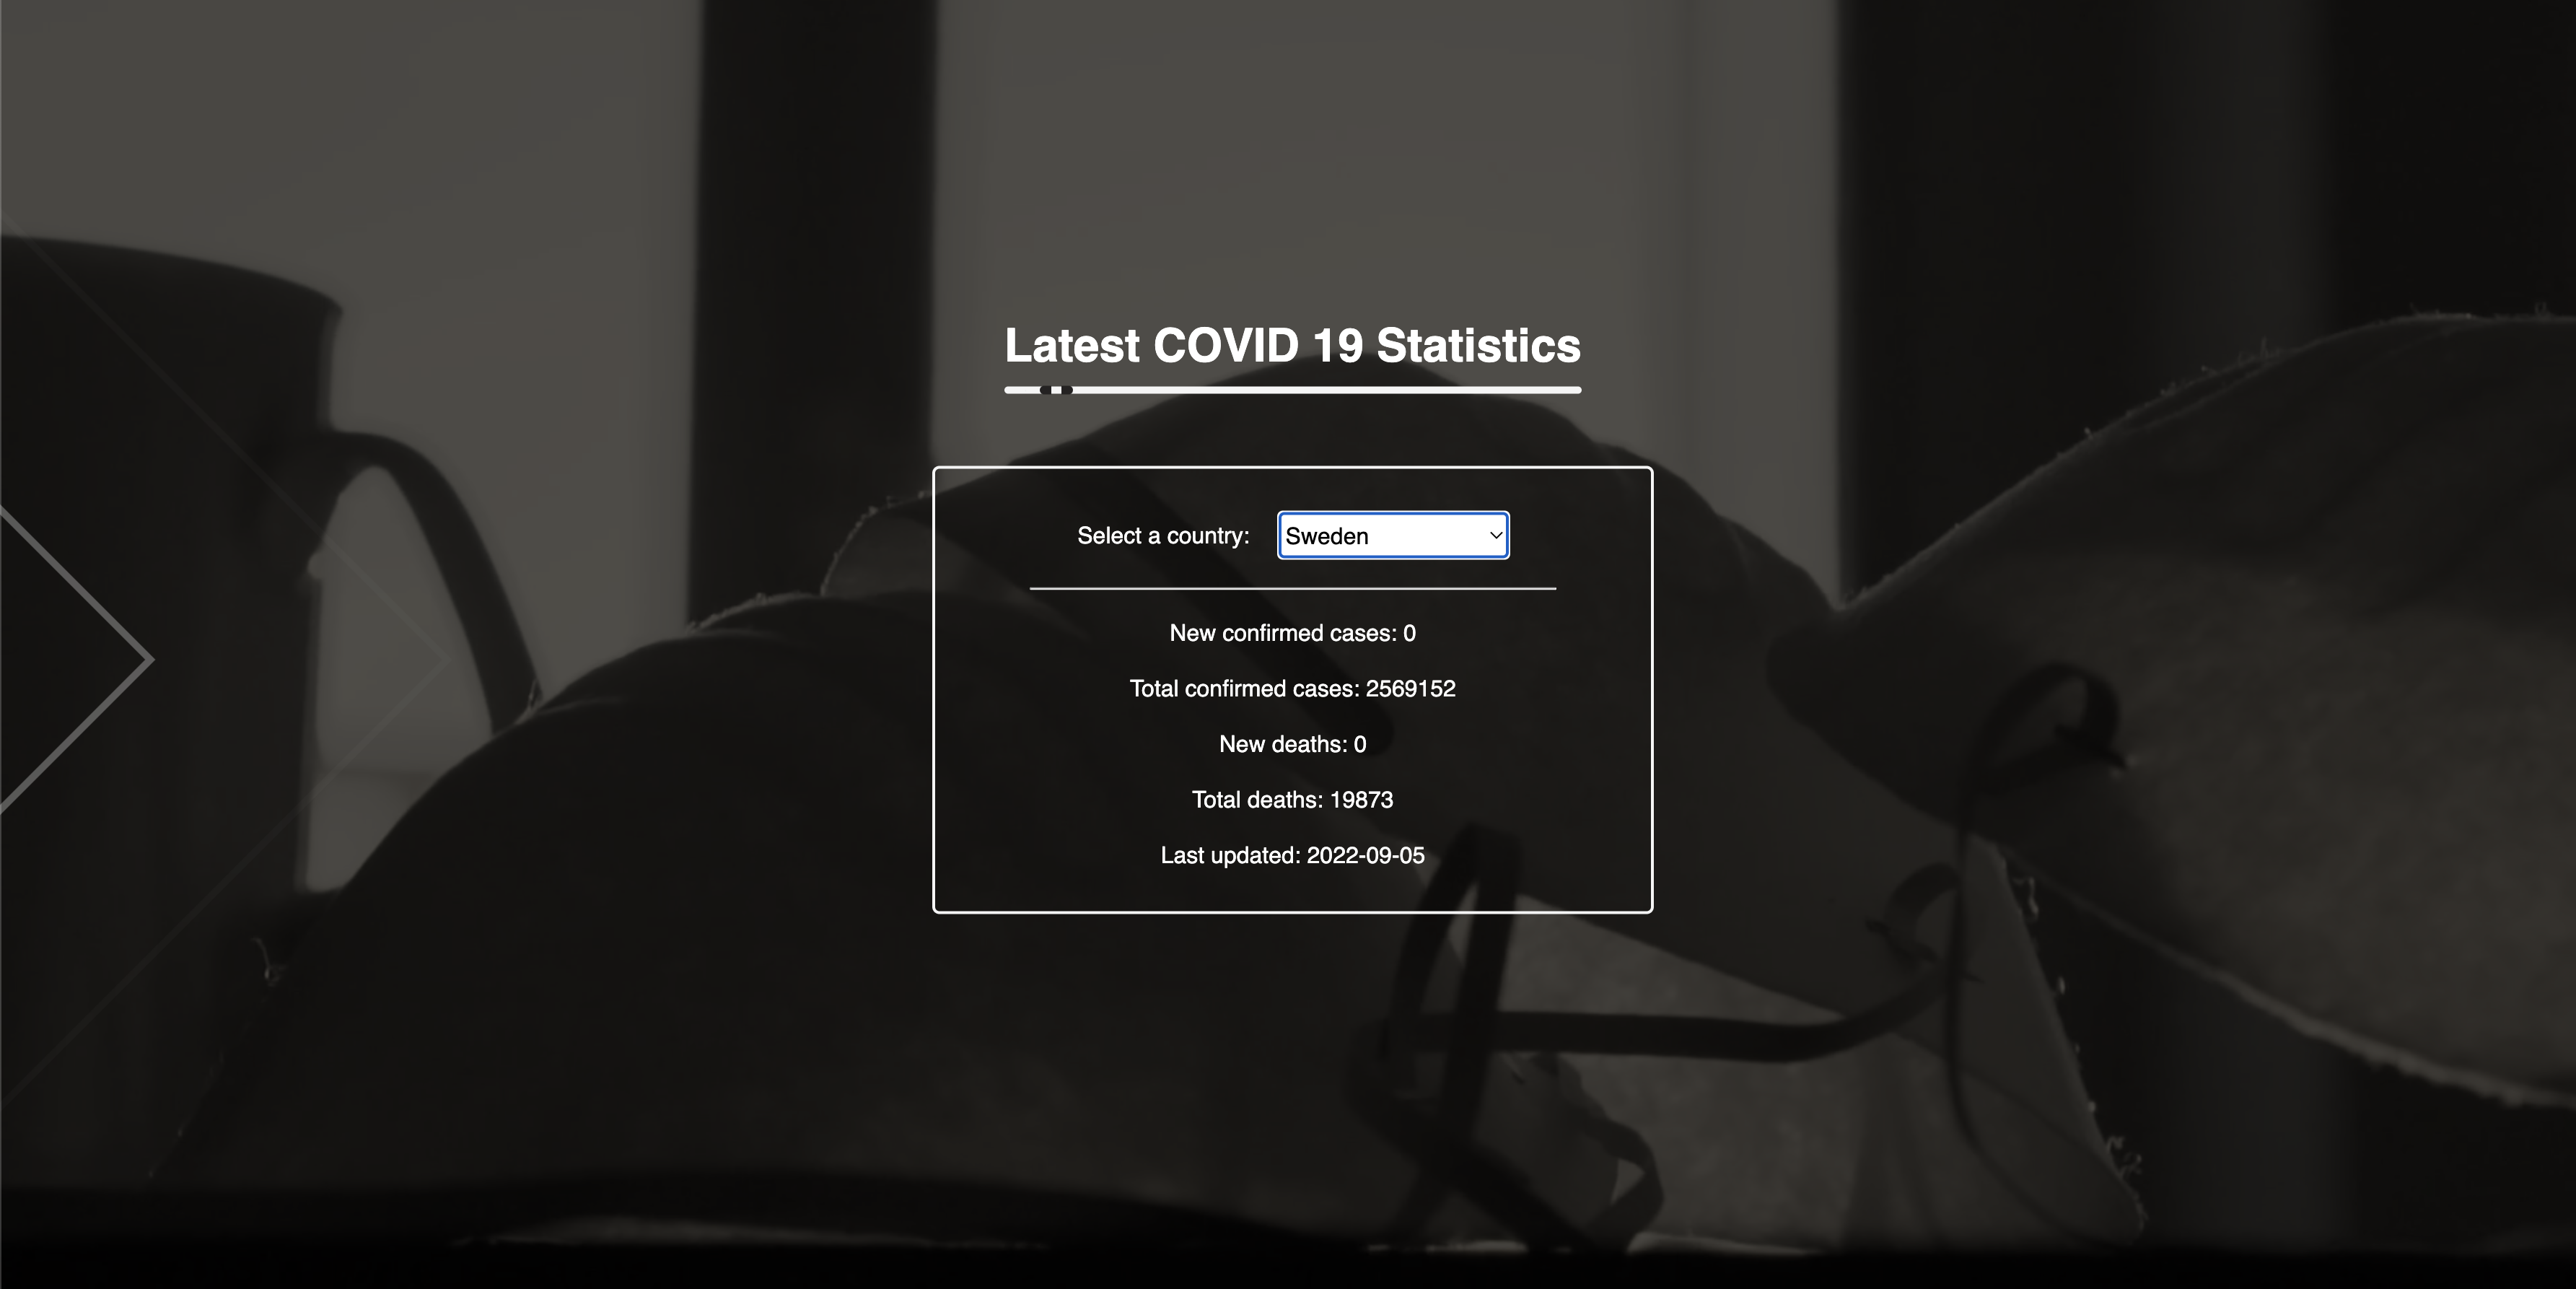 Latest COVID 19 Statistics
Select a country: Sweden
New confirmed cases: 0
Total confirmed cases: 2569152
New deaths: 0
Total deaths: 19873
Last updated: 2022-09-05